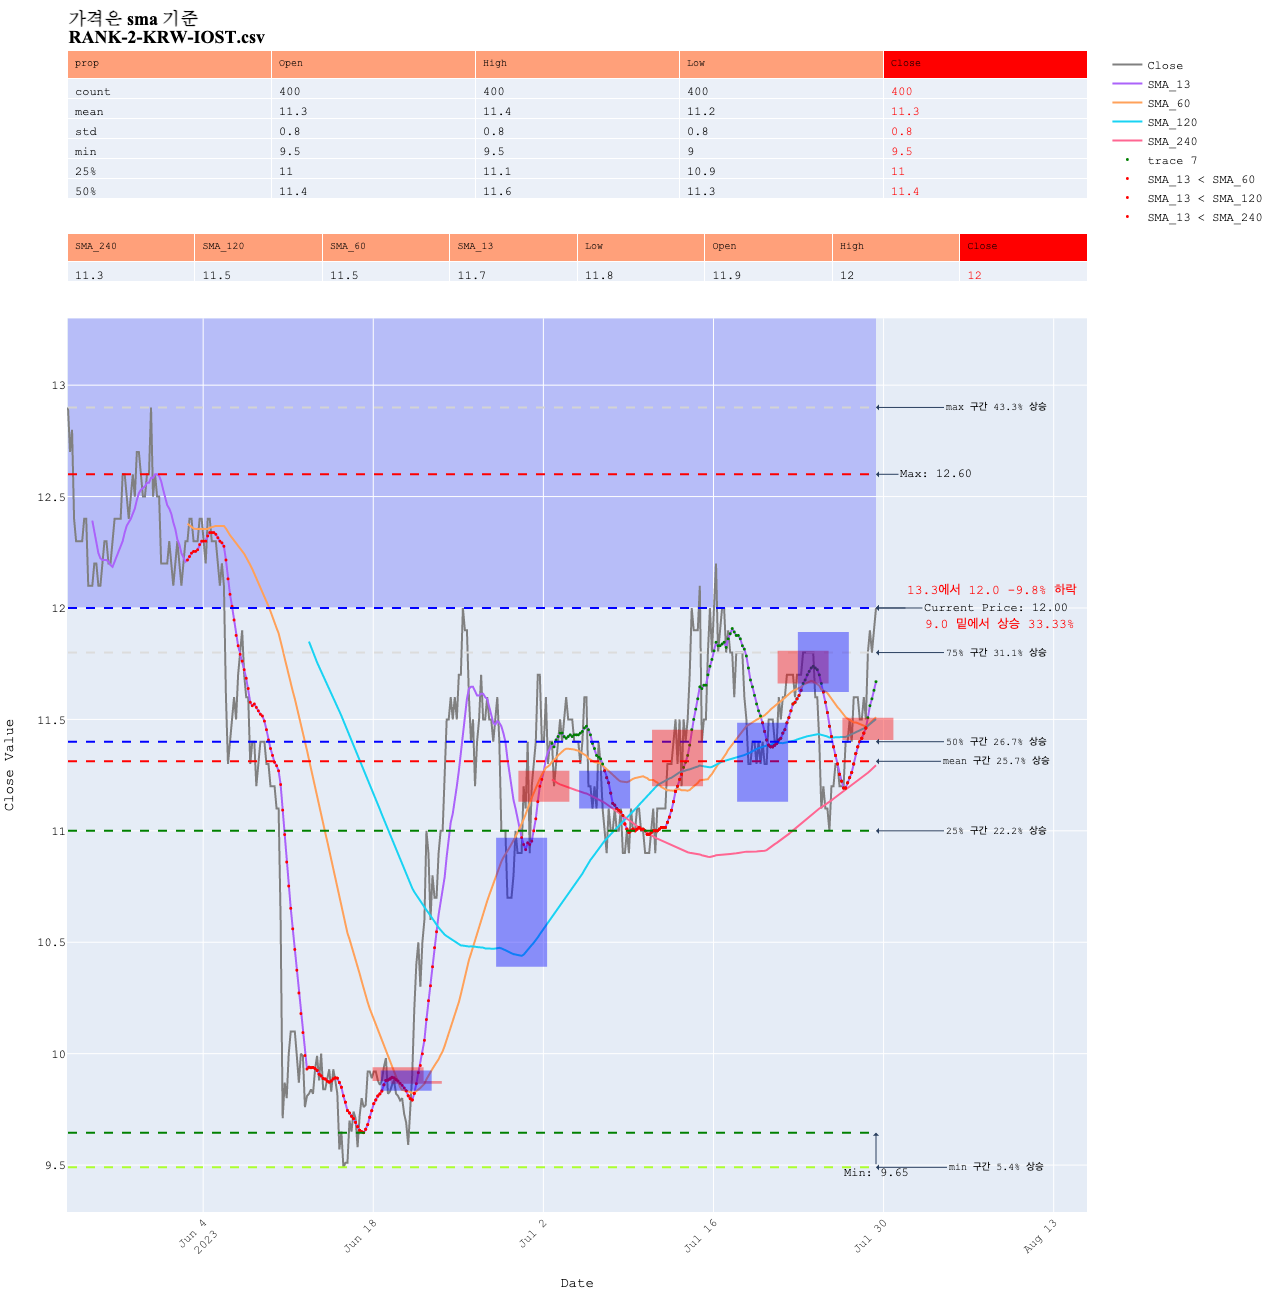 가격은 sma 기준
RANK-2-KRW-IOST.csv
prop Open High Low Close
count 400 400 400 400
mean 11.3 11.4 11.2 11.3
std 0.8 0.8 0.8 0.8
min 9.5 9.5 9 9.5
25% 11 11.1 10.9 11
50% 11.4 11.6 11.3 11.4
SMA_240 SMA_120 SMA_60 SMA_13 Low Open High Close
11.3 11.5 11.5 11.7 11.8 11.9 12 12
Close
SMA_13
SMA_60
SMA_120
SMA_240
trace 7
SMA_13 < SMA_60
SMA_13 < SMA_120
SMA_13 < SMA_240
Close Value
13
12.5
12
11.5
11
10.5
10
9.5
max 구간 43.3% 상승
Max: 12.60
13.3에서 12.0 -9.8% 하락
Current Price: 12.00
9.0 밑에서 상승 33.33%
75% 구간 31.1% 상승
50% 구간 26.7% 상승
mean 구간 25.7% 상승
25% 구간 22.2% 상승
min 구간 5.4% 상승
Min: 9.65
Jun 4
2023
Jun 18
Jul 2
Jul 16
Jul 30
Aug 13
Date